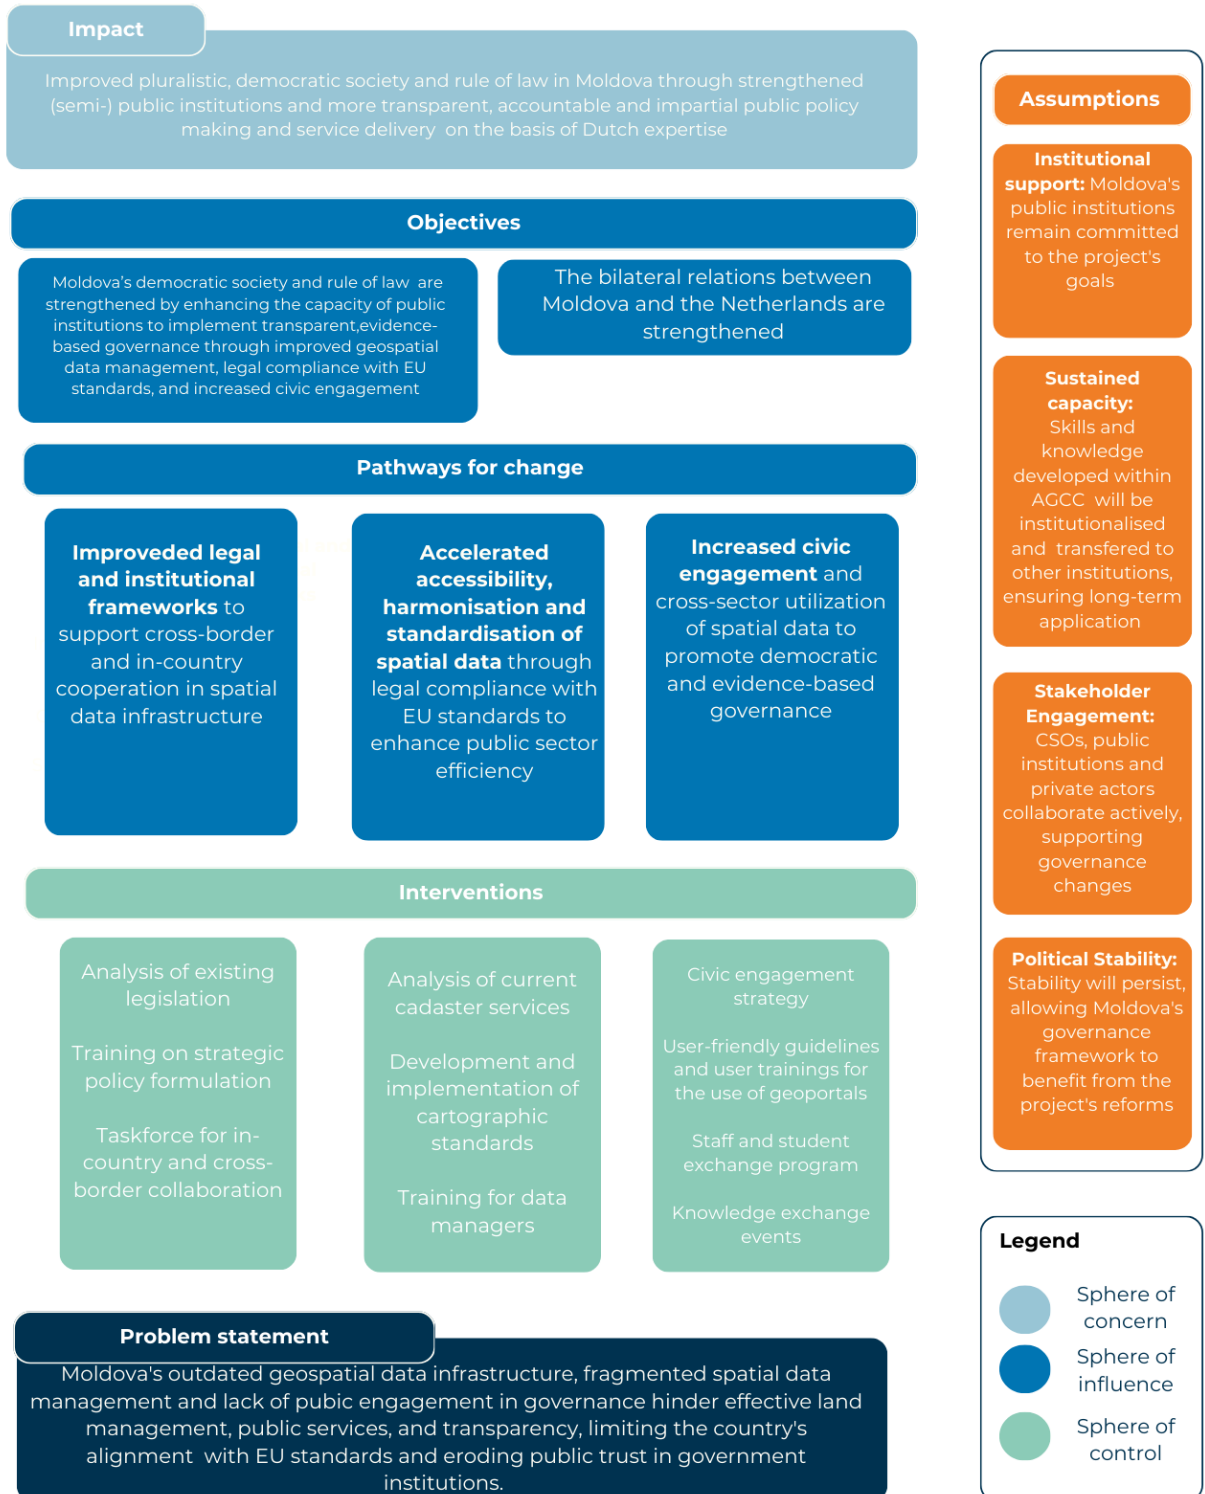 Impact
Improved pluralistic, democratic society and rule of law in Moldova through strengthened
(semi-) public institutions and more transparent, accountable and impartial public policy
making and service delivery on the basis of Dutch expertise
Objectives
Moldova's democratic society and rule of law are
strengthened by enhancing the capacity of public
institutions to implement transparent,evidence-
based governance through improved geospatial
data management, legal compliance with EU
standards, and increased civic engagement
The bilateral relations between
Moldova and the Netherlands are
strengthened
Pathways for change
Improveded legal
and institutional
frameworks to
support cross-border
and in-country
cooperation in spatial
data infrastructure
Accelerated
accessibility,
harmonisation and
standardisation of
spatial data through
legal compliance with
EU standards to
enhance public sector
efficiency
Increased civic
engagement and
cross-sector utilization
of spatial data to
promote democratic
and evidence-based
governance
Interventions
Analysis of existing
legislation
Training on strategic
policy formulation
Taskforce for in-
country and cross-
border collaboration
Analysis of current
cadaster services
Development and
implementation of
cartographic
standards
Training for data
managers
Civic engagement
strategy
User-friendly guidelines
and user trainings for
the use of geoportals
Staff and student
exchange program
Knowledge exchange
events
Problem statement
Moldova's outdated geospatial data infrastructure, fragmented spatial data
management and lack of pubic engagement in governance hinder effective land
management, public services, and transparency, limiting the country's
alignment with EU standards and eroding public trust in government
institutions.
Assumptions
Institutional
support: Moldova's
public institutions
remain committed
to the project's
goals
Sustained
capacity:
Skills and
knowledge
developed within
AGCC will be
institutionalised
and transfered to
other institutions,
ensuring long-term
application
Stakeholder
Engagement:
CSOs, public
institutions and
private actors
collaborate actively,
supporting
governance
changes
Political Stability:
Stability will persist,
allowing Moldova's
governance
framework to
benefit from the
project's reforms
Legend
Sphere of
concern
Sphere of
influence
Sphere of
control